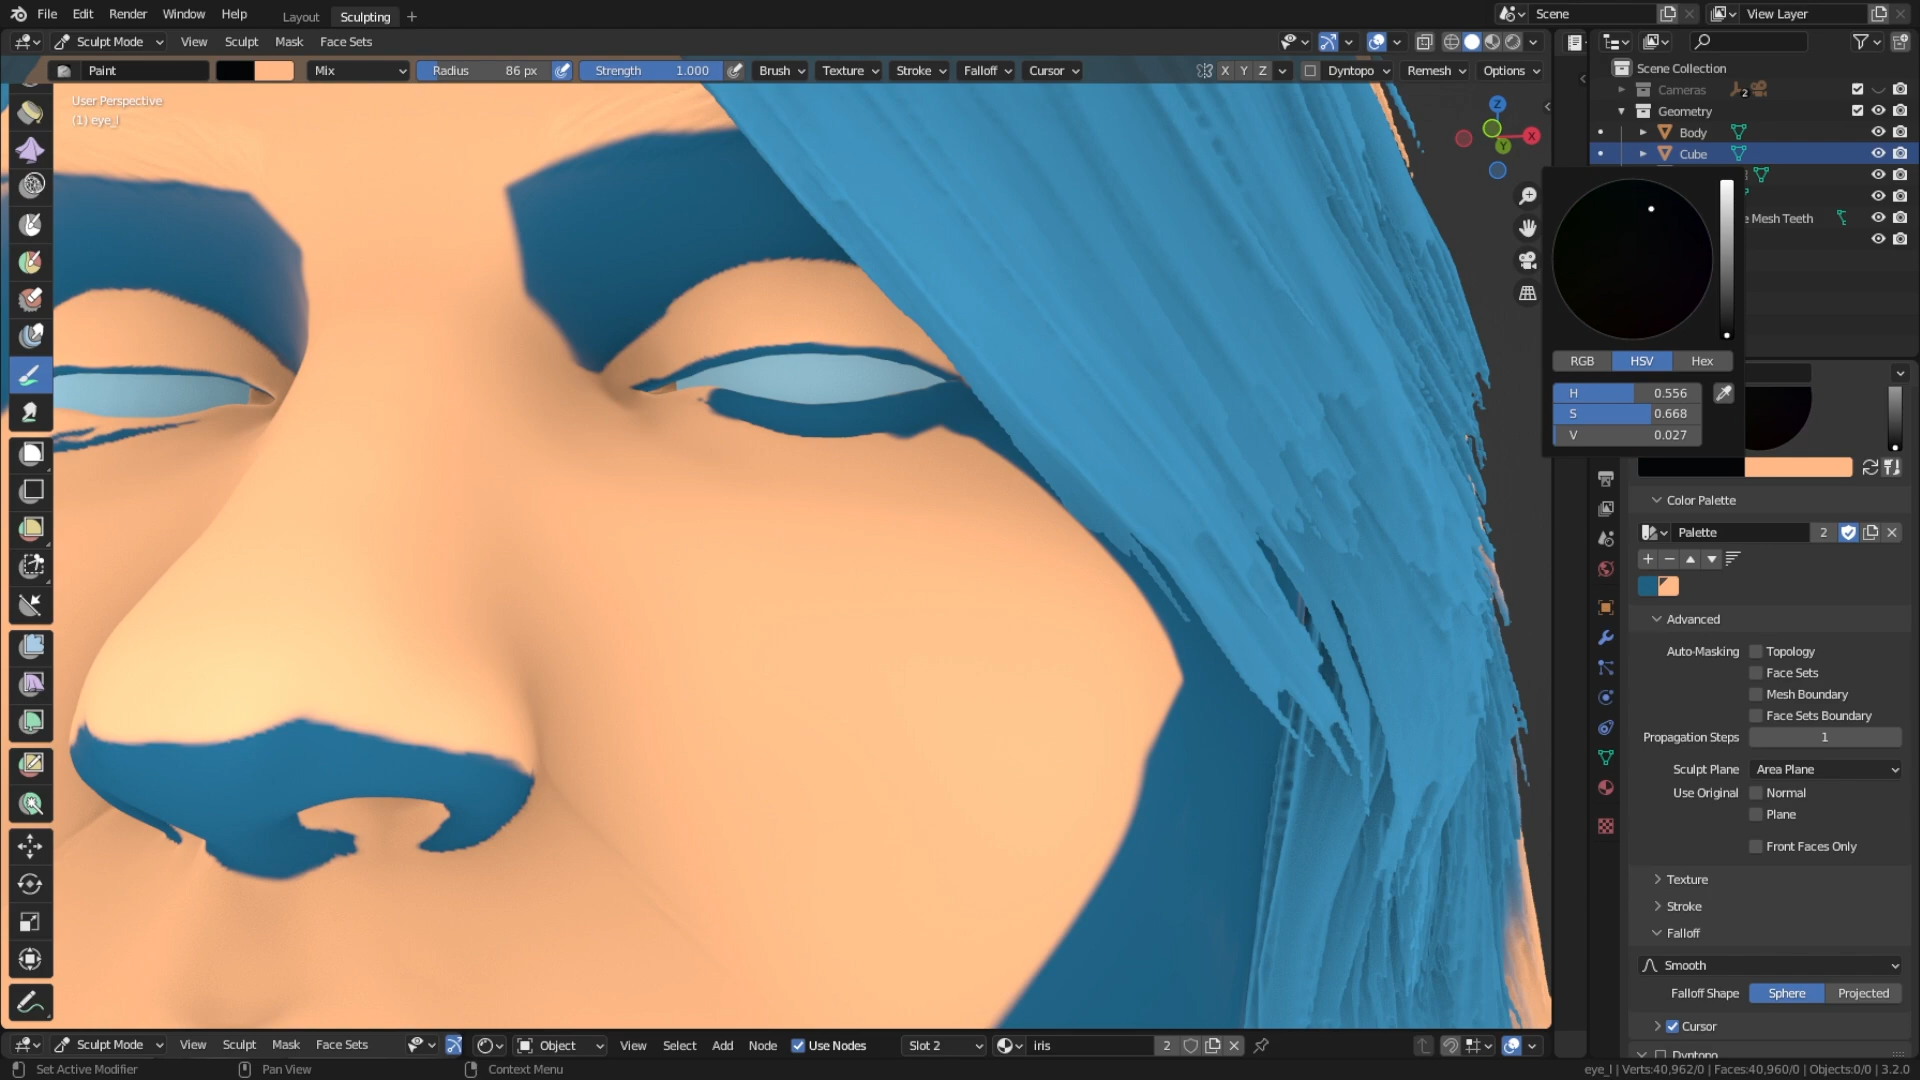 File Edit Render Window Help Layout Sculpting + Scene View Layer
Sculpt Mode View Sculpt Mask Face Sets
Paint Mix Radius 86 px Strength 1.000 Brush Texture Stroke Falloff Cursor X Y Z Dyntopo Remesh Options
User Perspective
(1) eye_l
Scene Collection
Cameras 2
Geometry
Body
Cube
e Mesh Teeth
Z
X
Y
RGB HSV Hex
H 0.556
S 0.668
V 0.027
Color Palette
Palette 2
Advanced
Auto-Masking Topology
Face Sets
Mesh Boundary
Face Sets Boundary
Propagation Steps 1
Sculpt Plane Area Plane
Use Original Normal
Plane
Front Faces Only
Texture
Stroke
Falloff
Smooth
Falloff Shape Sphere Projected
Cursor
Dyntopo
Sculpt Mode View Sculpt Mask Face Sets Object View Select Add Node Use Nodes Slot 2 iris 2
Set Active Modifier Pan View Context Menu eye_l | Verts:40,962/0 | Faces:40,960/0 | Objects:0/0 | 3.2.0